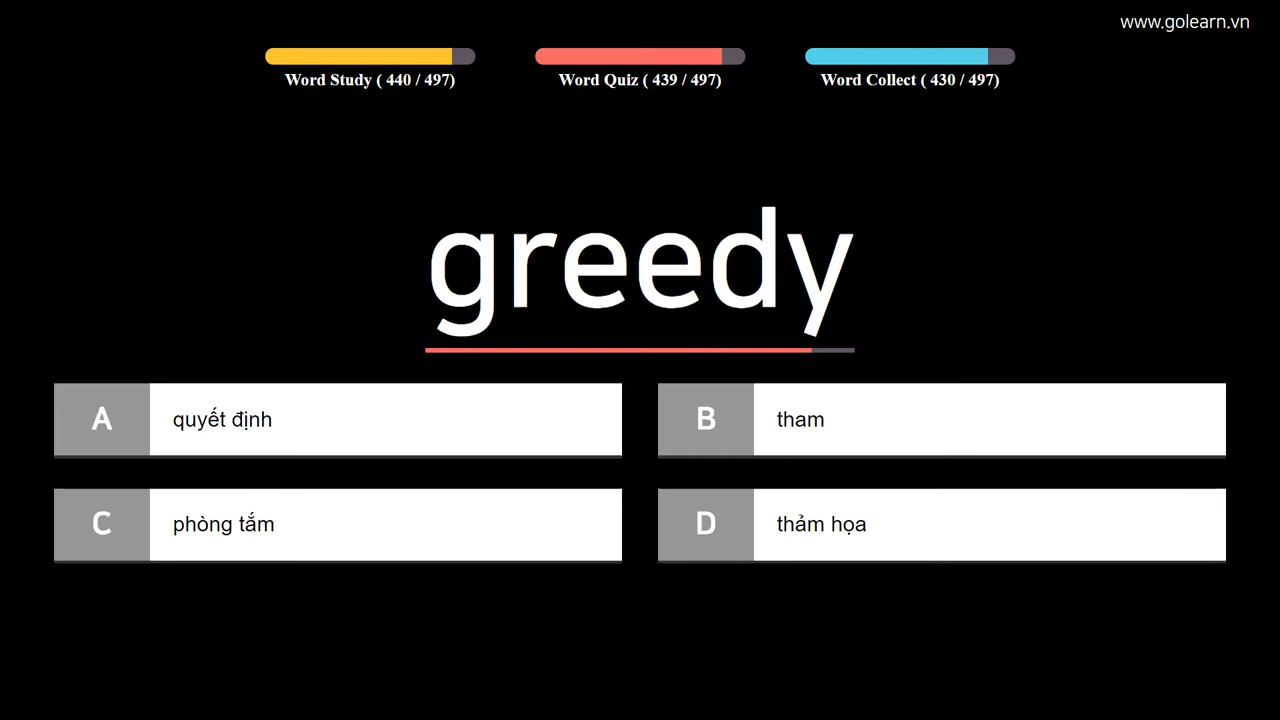 www.golearn.vn
Word Study ( 440 / 497)
Word Quiz ( 439 / 497)
Word Collect ( 430 / 497)
greedy
A quyết định
B tham
C phòng tắm
D thảm họa